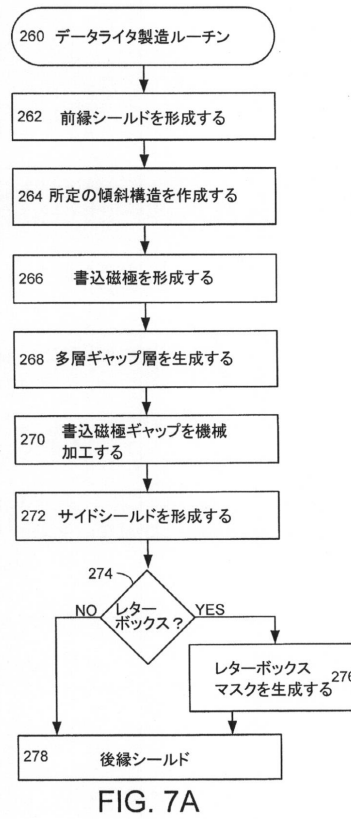 260 データライタ製造ルーチン
262 前縁シールドを形成する
264 所定の傾斜構造を作成する
266 書込磁極を形成する
268 多層ギャップ層を生成する
270 書込磁極ギャップを機械
加工する
272 サイドシールドを形成する
274
NO レター YES
ボックス?
レターボックス
マスクを生成する 276
278 後縁シールド
FIG. 7A